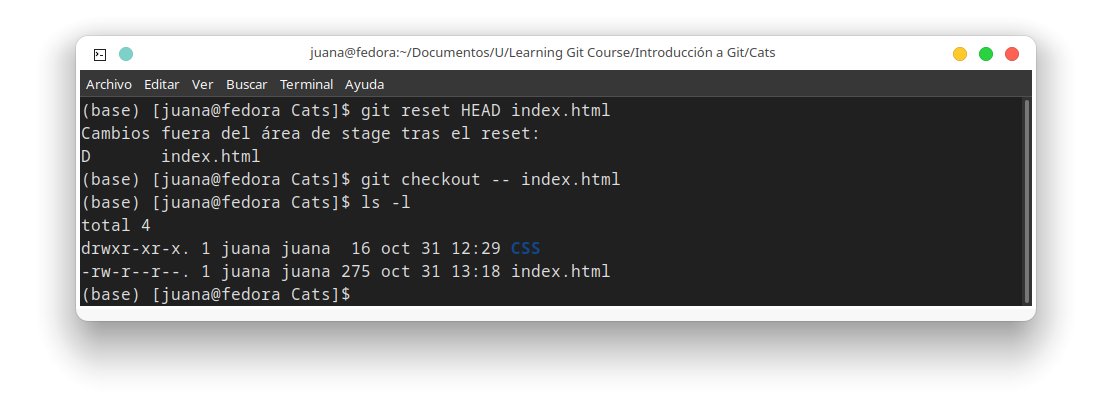 juana@fedora:~/Documentos/U/Learning Git Course/Introducción a Git/Cats
Archivo Editar Ver Buscar Terminal Ayuda
(base) [juana@fedora Cats]$ git reset HEAD index.html
Cambios fuera del área de stage tras el reset:
D       index.html
(base) [juana@fedora Cats]$ git checkout -- index.html
(base) [juana@fedora Cats]$ ls -l
total 4
drwxr-xr-x. 1 juana juana  16 oct 31 12:29 CSS
-rw-r--r--. 1 juana juana 275 oct 31 13:18 index.html
(base) [juana@fedora Cats]$